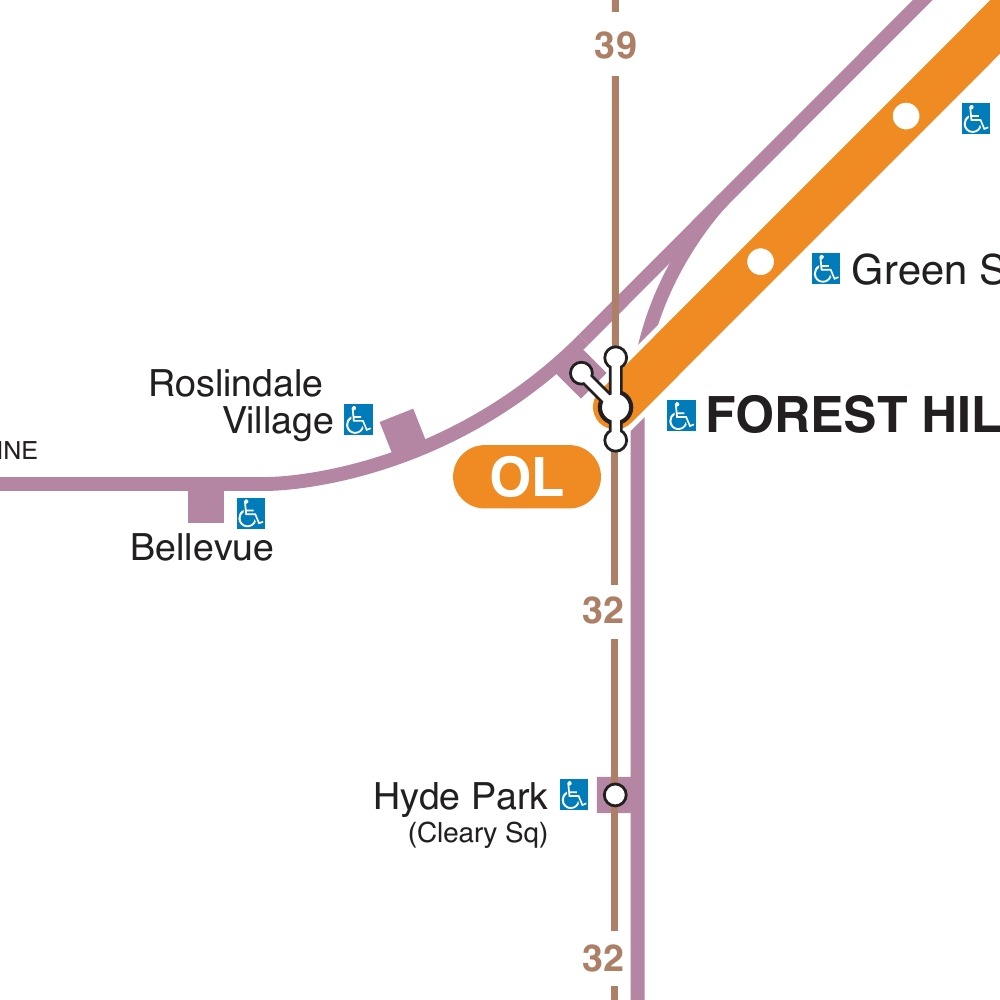 39
Green S
Roslindale
Village
FOREST HIL
INE
OL
Bellevue
32
Hyde Park
(Cleary Sq)
32